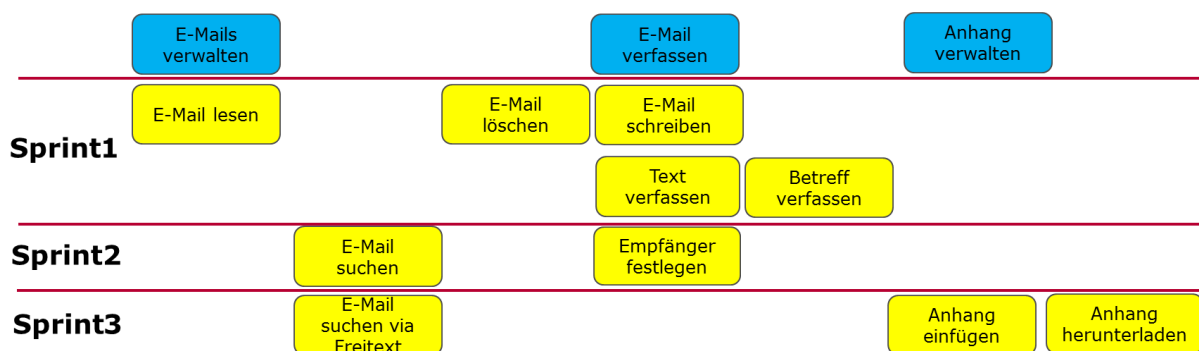 E-Mails
verwalten
E-Mail
verfassen
Anhang
verwalten
Sprint1
E-Mail lesen
E-Mail
löschen
E-Mail
schreiben
Text
verfassen
Betreff
verfassen
Sprint2
E-Mail
suchen
Empfänger
festlegen
Sprint3
E-Mail
suchen via
Freitext
Anhang
einfügen
Anhang
herunterladen